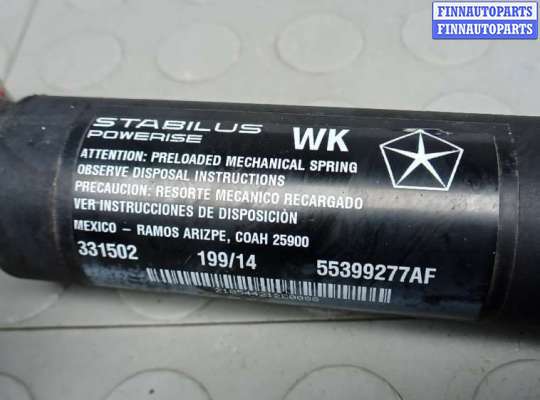 FINNAUTOPARTS
FINNAUTOPARTS
FINNAUTOPARTS
STABILUS
POWERISE
WK
ATTENTION: PRELOADED MECHANICAL SPRING
OBSERVE DISPOSAL INSTRUCTIONS
PRECAUCION: RESORTE MECANICO RECARGADO
VER INSTRUCCIONES DE DISPOSICIÓN
MEXICO – RAMOS ARIZPE, COAH 25900
331502 199/14 55399277AF